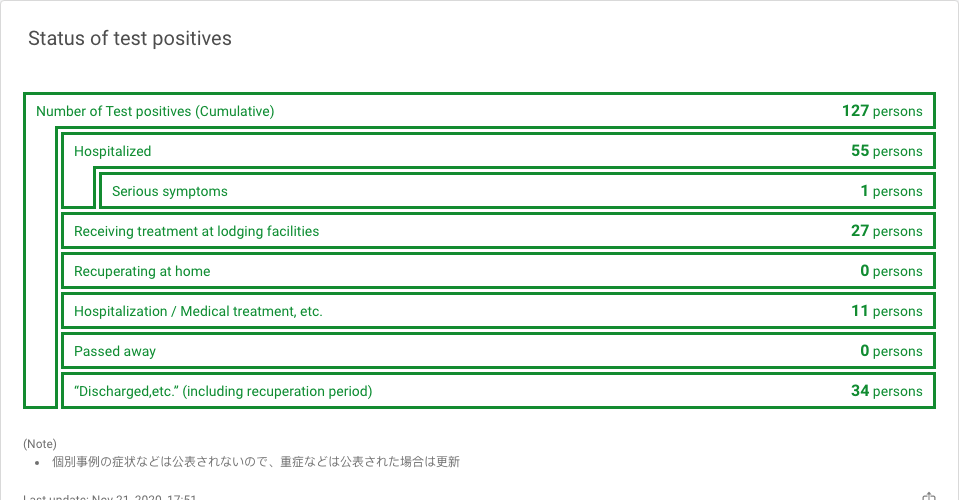 Status of test positives
Number of Test positives (Cumulative) 127 persons
Hospitalized 55 persons
Serious symptoms 1 persons
Receiving treatment at lodging facilities 27 persons
Recuperating at home 0 persons
Hospitalization / Medical treatment, etc. 11 persons
Passed away 0 persons
“Discharged,etc.” (including recuperation period) 34 persons
(Note)
• 個別事例の症状などは公表されないので、重症などは公表された場合は更新
Last update: Nov 21, 2020, 17:51